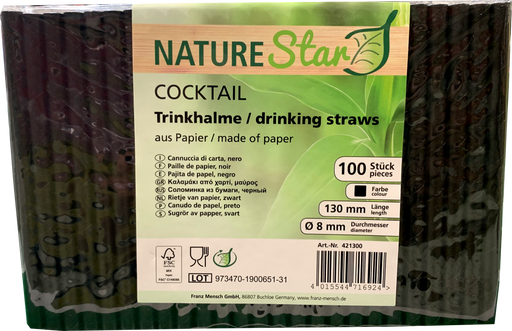 NATURE Star
COCKTAIL
Trinkhalme / drinking straws
aus Papier / made of paper
I Cannuccia di carta, nero
F Paille de papier, noir
E Pajita de papel, negro
GR Καλαμάκι από χαρτί, μαύρος
RU Соломинка из бумаги, черный
NL Rietje van papier, zwart
P Canudo de papel, preto
S Sugrör av papper, svart
100 Stück
pieces
Farbe
colour
130 mm Länge
length
Ø 8 mm Durchmesser
diameter
Art.-Nr. 421300
FSC
LOT 973470-1900651-31
4 015544 716924 >
Franz Mensch GmbH, 86807 Buchloe Germany, www.franz-mensch.de